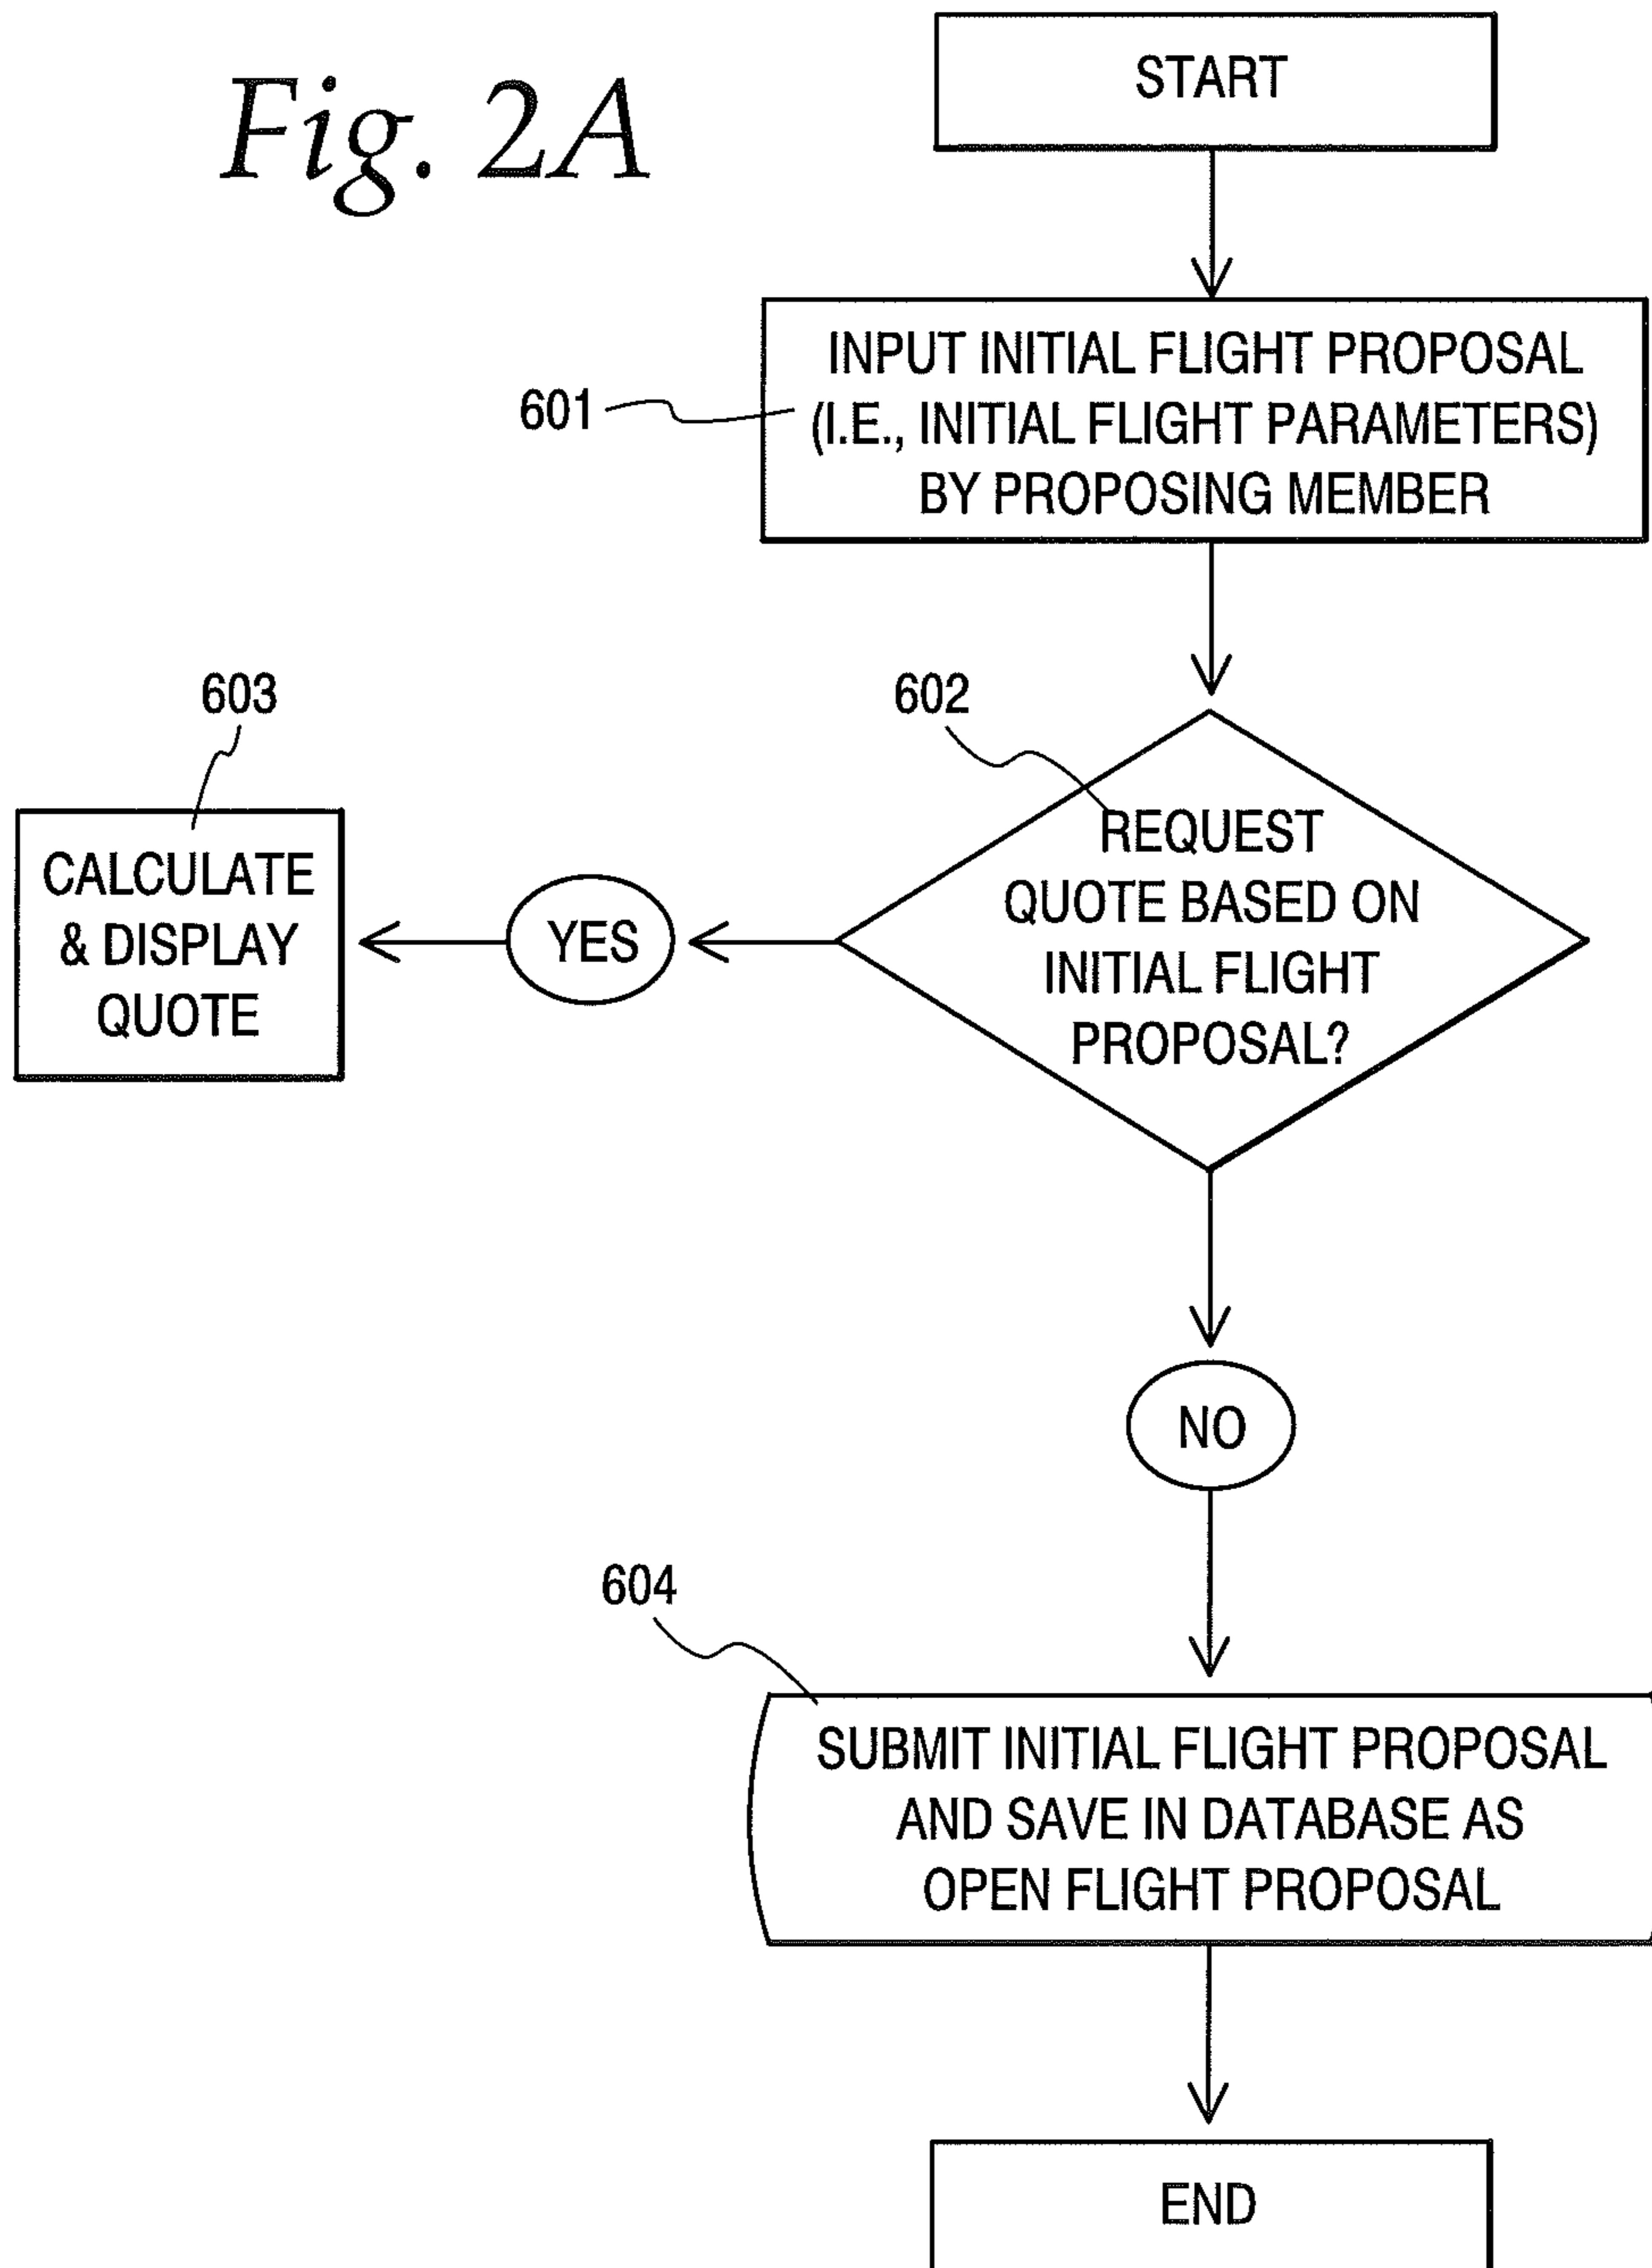 Fig. 2A
START
601
INPUT INITIAL FLIGHT PROPOSAL
(I.E., INITIAL FLIGHT PARAMETERS)
BY PROPOSING MEMBER
603
602
CALCULATE
& DISPLAY
QUOTE
YES
REQUEST
QUOTE BASED ON
INITIAL FLIGHT
PROPOSAL?
NO
604
SUBMIT INITIAL FLIGHT PROPOSAL
AND SAVE IN DATABASE AS
OPEN FLIGHT PROPOSAL
END